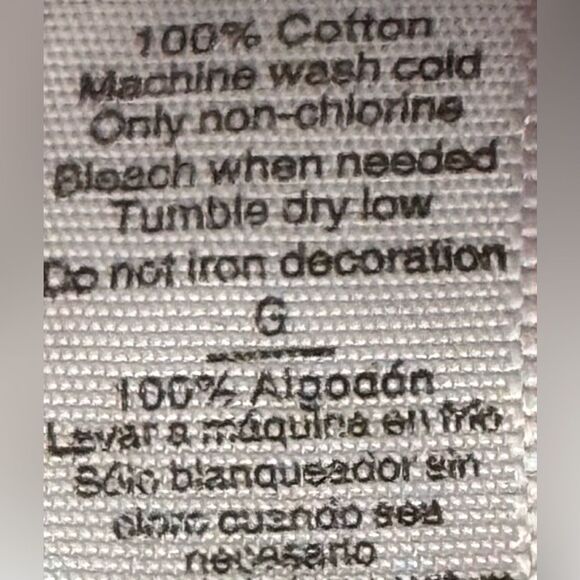 100% Cotton
Machine wash cold
Only non-chlorine
Bleach when needed
Tumble dry low
Do not iron decoration
G
100% Algodón
Lavar a máquina en frío
Sólo blanqueador sin
cloro cuando sea
necesario